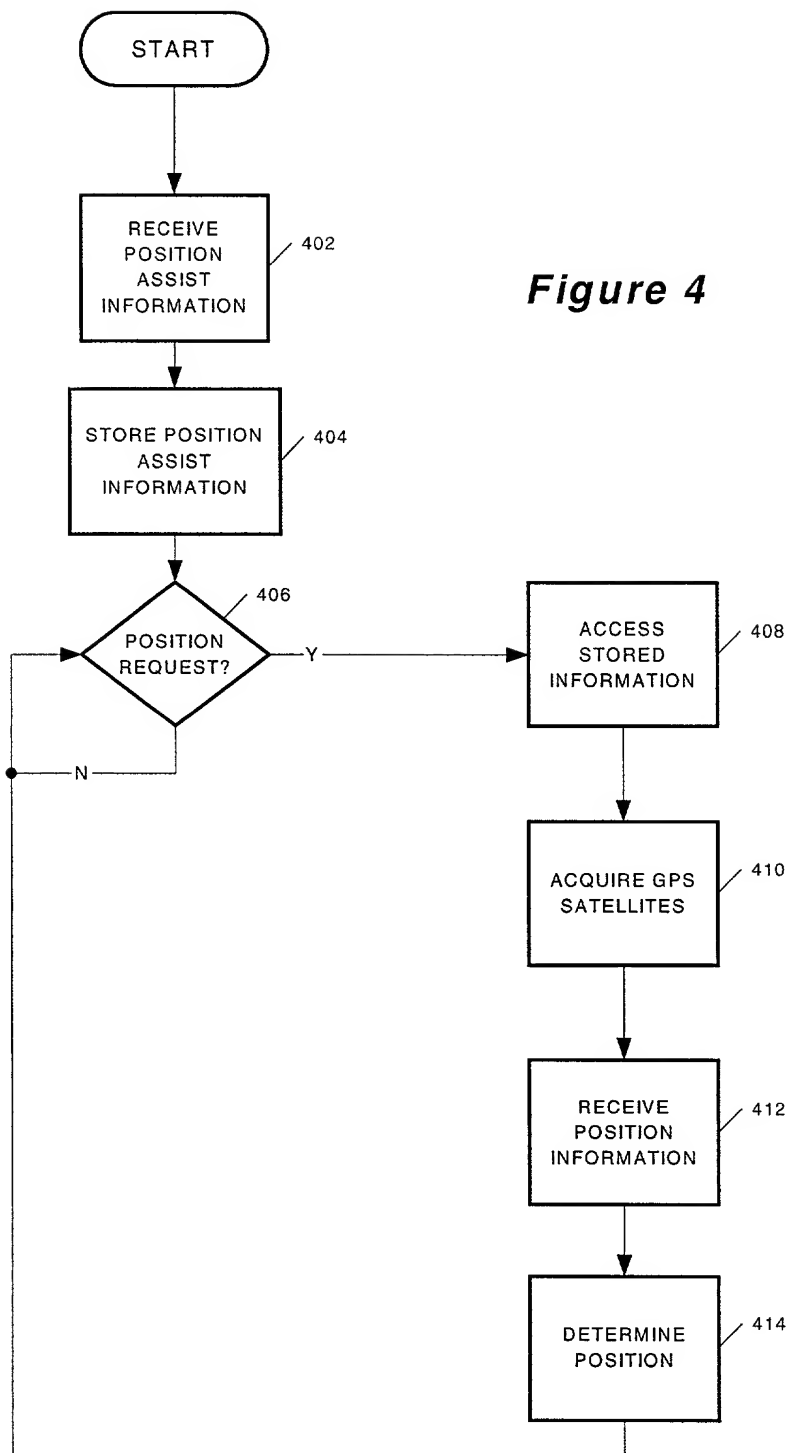 START
RECEIVE
POSITION
ASSIST
INFORMATION
402
Figure 4
STORE POSITION
ASSIST
INFORMATION
404
406
POSITION
REQUEST?
Y
N
ACCESS
STORED
INFORMATION
408
ACQUIRE GPS
SATELLITES
410
RECEIVE
POSITION
INFORMATION
412
DETERMINE
POSITION
414